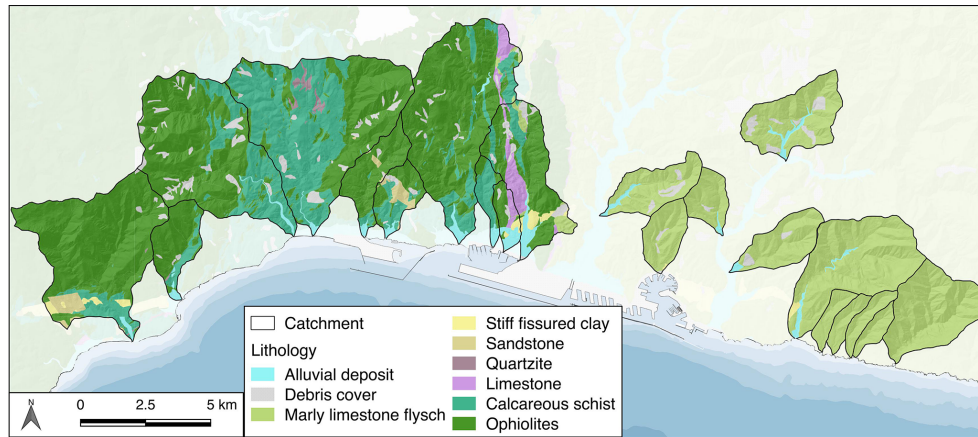 Catchment
Lithology
Alluvial deposit
Debris cover
Marly limestone flysch
Stiff fissured clay
Sandstone
Quartzite
Limestone
Calcareous schist
Ophiolites
N
0 2.5 5 km